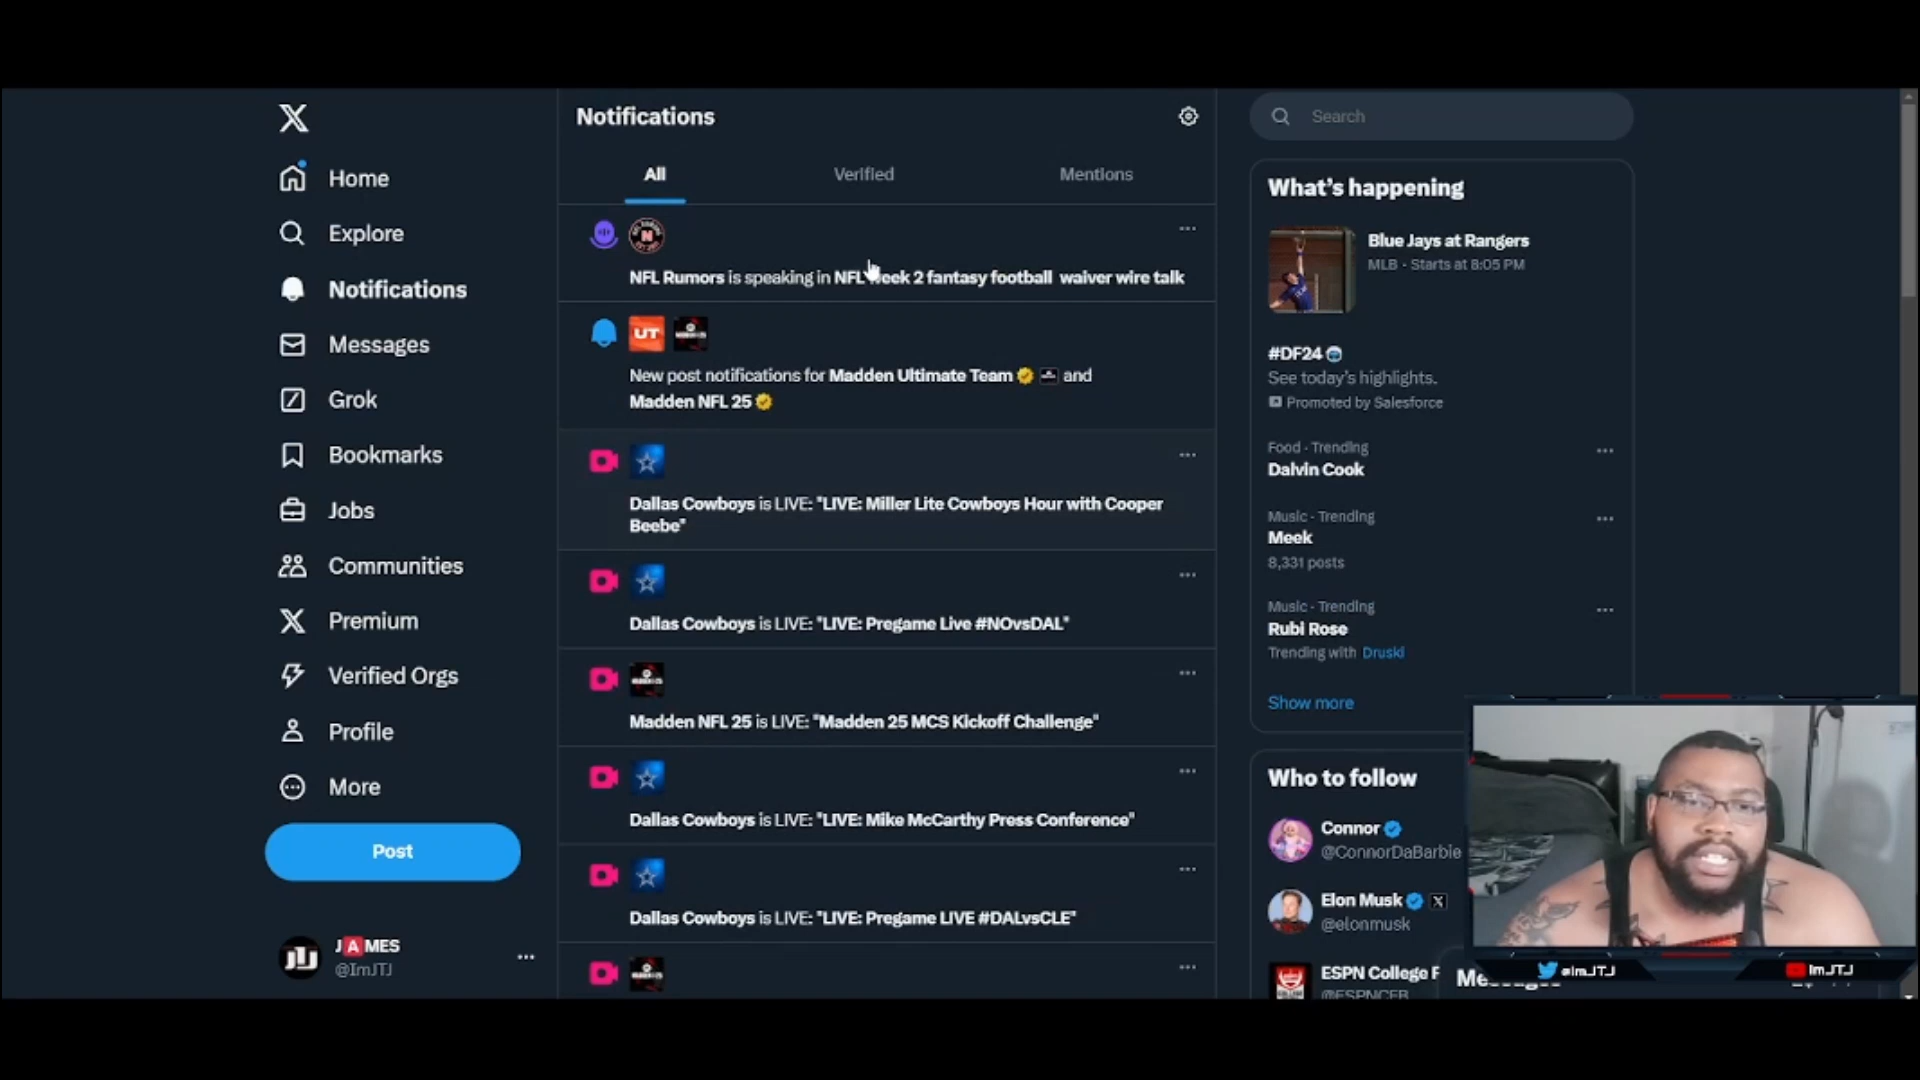 Home
Explore
Notifications
Messages
Grok
Bookmarks
Jobs
Communities
Premium
Verified Orgs
Profile
More
Post
J🅰MES
@ImJTJ
Notifications
All
Verified
Mentions
NFL Rumors is speaking in NFL week 2 fantasy football waiver wire talk
UT
New post notifications for Madden Ultimate Team and
Madden NFL 25
Dallas Cowboys is LIVE: "LIVE: Miller Lite Cowboys Hour with Cooper
Beebe"
Dallas Cowboys is LIVE: "LIVE: Pregame Live #NOvsDAL"
Madden NFL 25 is LIVE: "Madden 25 MCS Kickoff Challenge"
Dallas Cowboys is LIVE: "LIVE: Mike McCarthy Press Conference"
Dallas Cowboys is LIVE: "LIVE: Pregame LIVE #DALvsCLE"
Search
What's happening
Blue Jays at Rangers
MLB · Starts at 8:05 PM
#DF24
See today's highlights.
Promoted by Salesforce
Food · Trending
Dalvin Cook
Music · Trending
Meek
8,331 posts
Music · Trending
Rubi Rose
Trending with Druski
Show more
Who to follow
Connor
@ConnorDaBarbie
Elon Musk
@elonmusk
ESPN College F
@ESPNCFB
Messages
@ImJTJ
ImJTJ